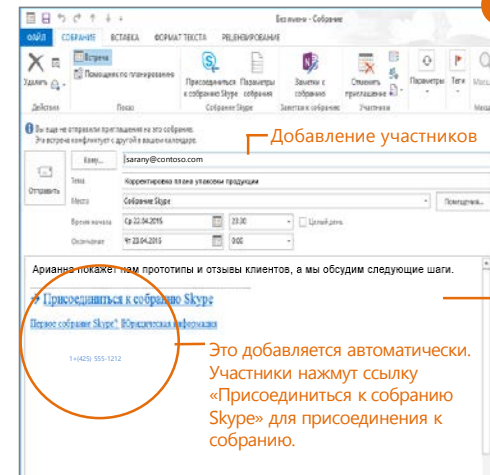 Без имени - Собрание
ФАЙЛ СОБРАНИЕ ВСТАВКА ФОРМАТ ТЕКСТА РЕЦЕНЗИРОВАНИЕ
Встреча
Помощник по планированию
Удалить
Присоединиться к собранию Skype
Параметры собрания
Заметки к собранию
Отменить приглашение
Параметры
Теги
Действия
Показ
Собрание Skype
Заметки к собранию
Участники
Вы еще не отправили приглашение на это собрание.
Эта встреча конфликтует с другой в вашем календаре.
Добавление участников
Отправить
Кому...
sarany@contoso.com
Тема
Корректировка плана упаковки продукции
Место
Собрание Skype
Помещения...
Время начала
Ср 22.04.2015
23:30
Целый день
Окончание
Чт 23.04.2015
0:00
Арианна покажет нам прототипы и отзывы клиентов, а мы обсудим следующие шаги.
→ Присоединиться к собранию Skype
Первое собрание Skype? Юридическая информация
1+(425) 555-1212
Это добавляется автоматически.
Участники нажмут ссылку
«Присоединиться к собранию
Skype» для присоединения к
собранию.